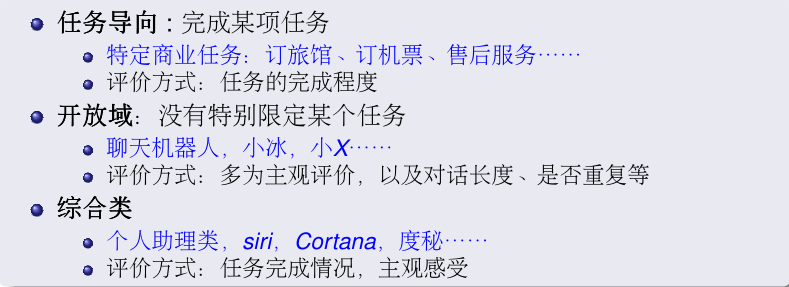 任务导向：完成某项任务
特定商业任务：订旅馆、订机票、售后服务……
评价方式：任务的完成程度
开放域：没有特别限定某个任务
聊天机器人，小冰，小X……
评价方式：多为主观评价，以及对话长度、是否重复等
综合类
个人助理类，siri，Cortana，度秘……
评价方式：任务完成情况，主观感受